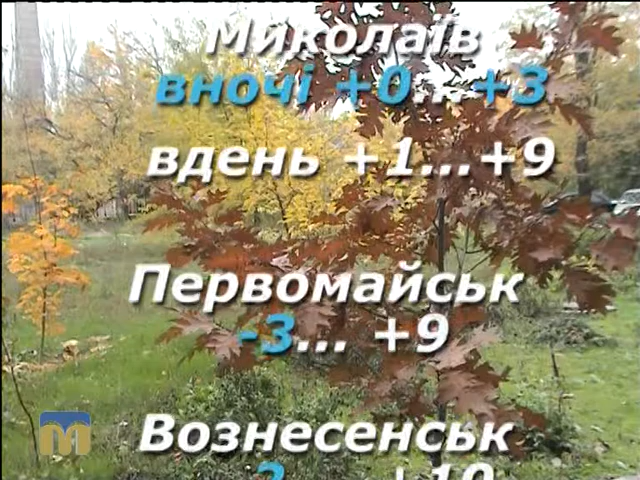 Миколаїв
вночі +0...+3
вдень +1...+9
Первомайськ
-3... +9
Вознесенськ
м